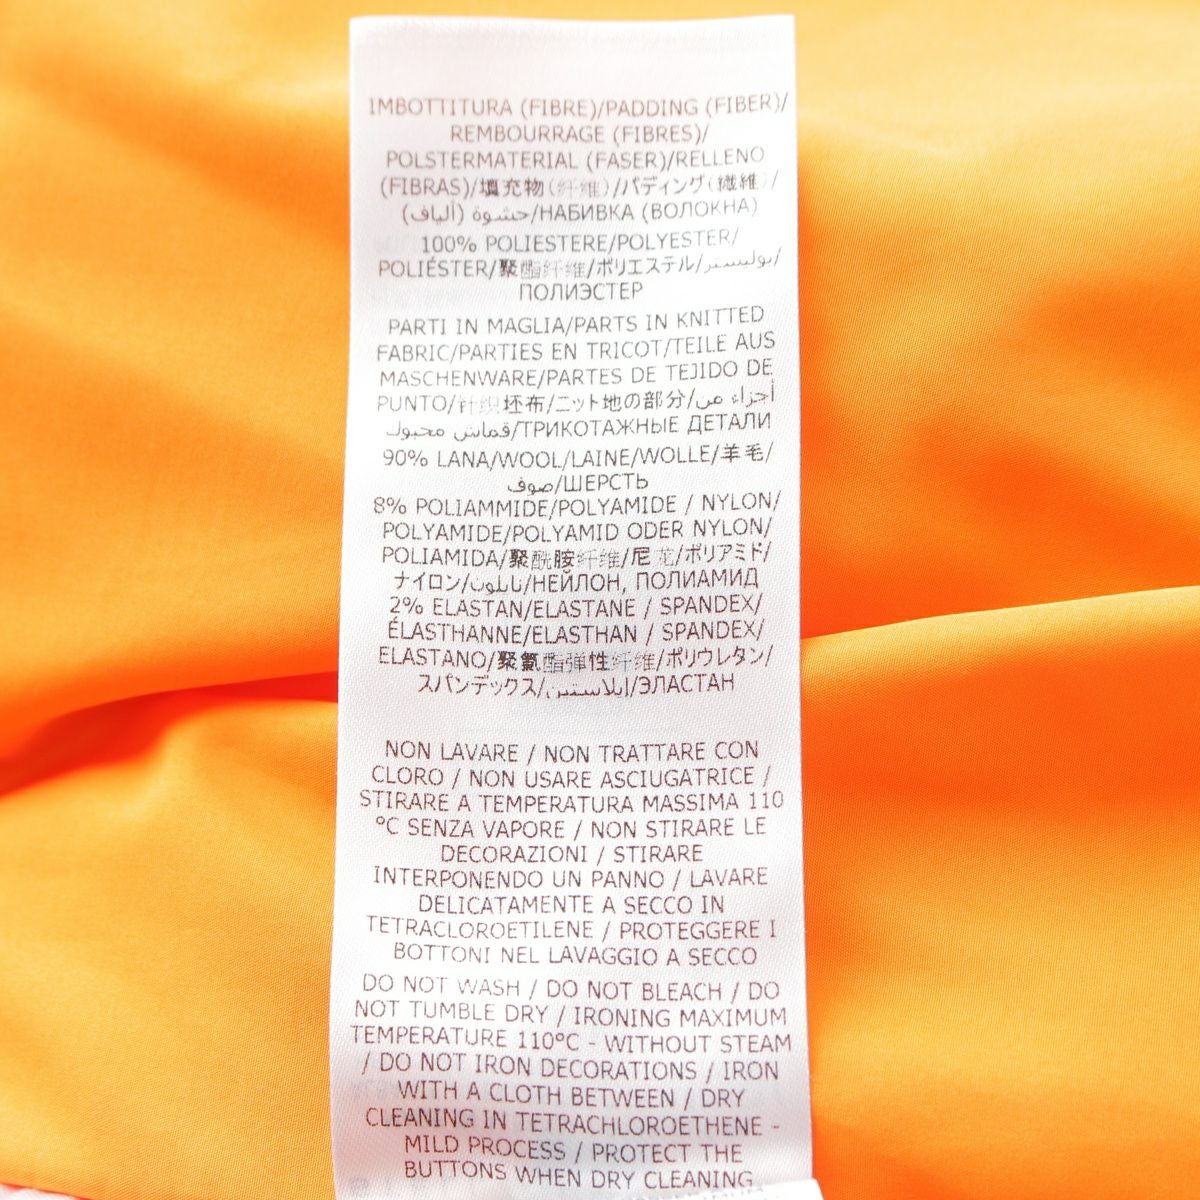 IMBOTTITURA (FIBRE)/PADDING (FIBER)/
REMBOURRAGE (FIBRES)/
POLSTERMATERIAL (FASER)/RELLENO
(FIBRAS)/填充物(纤维)/パディング(繊維)/
حشوة (ألياف)/НАБИВКА (ВОЛОКНА)
100% POLIESTERE/POLYESTER/
POLIÉSTER/聚酯纤维/ポリエステル/بوليستر/
ПОЛИЭСТЕР
PARTI IN MAGLIA/PARTS IN KNITTED
FABRIC/PARTIES EN TRICOT/TEILE AUS
MASCHENWARE/PARTES DE TEJIDO DE
PUNTO/针织坯布/ニット地の部分/أجزاء من
قماش محبوك/ТРИКОТАЖНЫЕ ДЕТАЛИ
90% LANA/WOOL/LAINE/WOLLE/羊毛/
صوف/ШЕРСТЬ
8% POLIAMMIDE/POLYAMIDE / NYLON/
POLYAMIDE/POLYAMID ODER NYLON/
POLIAMIDA/聚酰胺纤维/尼龙/ポリアミド/
ナイロン/نايلون/НЕЙЛОН, ПОЛИАМИД
2% ELASTAN/ELASTANE / SPANDEX/
ÉLASTHANNE/ELASTHAN / SPANDEX/
ELASTANO/聚氨酯弹性纤维/ポリウレタン/
スパンデックス/إيلاستين/ЭЛАСТАН
NON LAVARE / NON TRATTARE CON
CLORO / NON USARE ASCIUGATRICE /
STIRARE A TEMPERATURA MASSIMA 110
°C SENZA VAPORE / NON STIRARE LE
DECORAZIONI / STIRARE
INTERPONENDO UN PANNO / LAVARE
DELICATAMENTE A SECCO IN
TETRACLOROETILENE / PROTEGGERE I
BOTTONI NEL LAVAGGIO A SECCO
DO NOT WASH / DO NOT BLEACH / DO
NOT TUMBLE DRY / IRONING MAXIMUM
TEMPERATURE 110°C - WITHOUT STEAM
/ DO NOT IRON DECORATIONS / IRON
WITH A CLOTH BETWEEN / DRY
CLEANING IN TETRACHLOROETHENE -
MILD PROCESS / PROTECT THE
BUTTONS WHEN DRY CLEANING